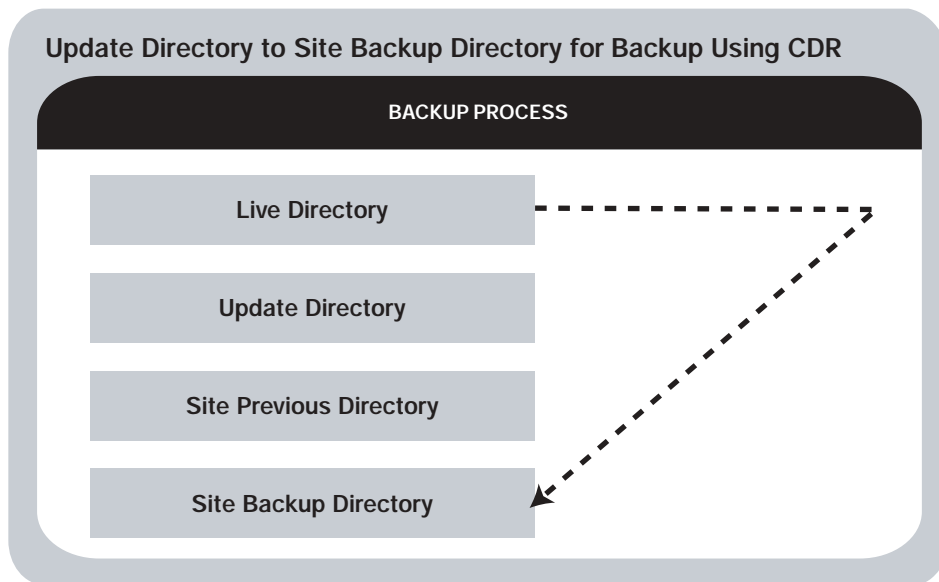 Update Directory to Site Backup Directory for Backup Using CDR
BACKUP PROCESS
Live Directory
Update Directory
Site Previous Directory
Site Backup Directory